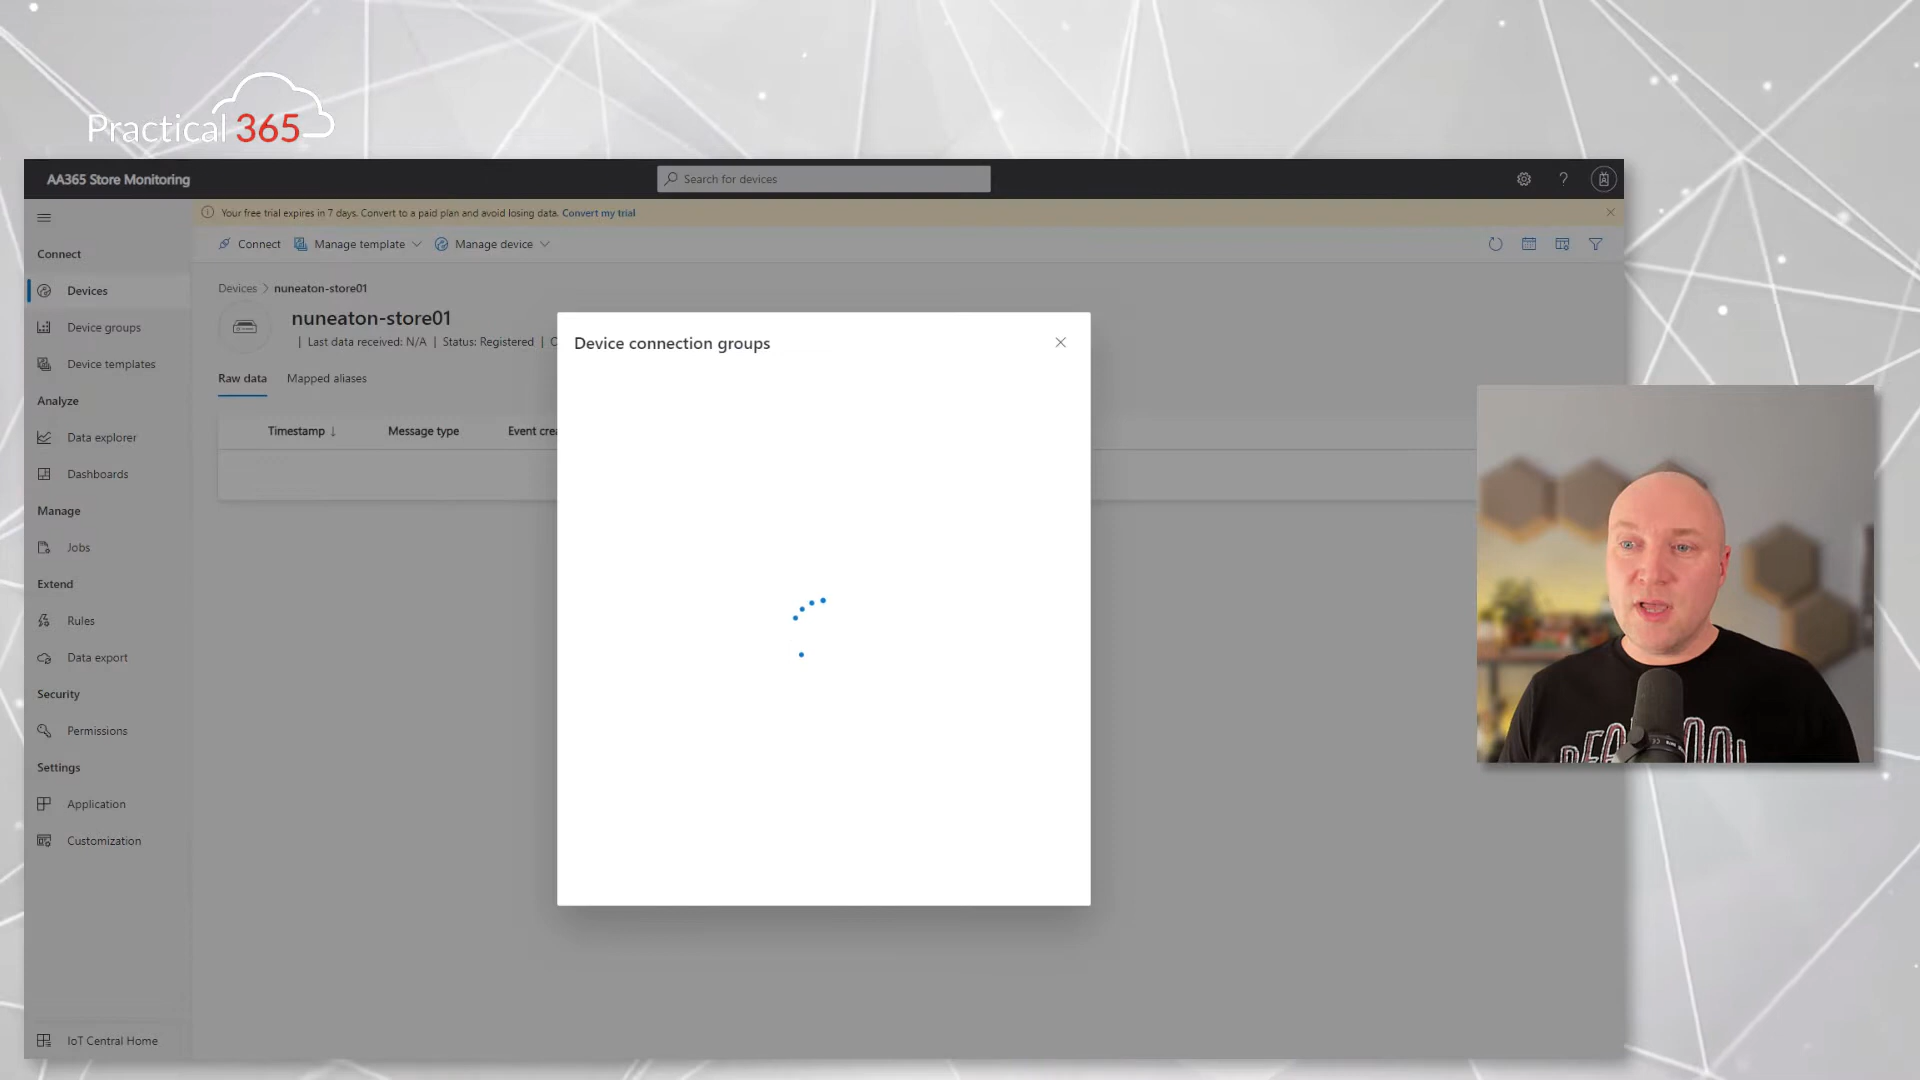 Practical 365
AA365 Store Monitoring
Search for devices
?
Your free trial expires in 7 days. Convert to a paid plan and avoid losing data. Convert my trial
Connect
Manage template
Manage device
Connect
Devices
Device groups
Device templates
Analyze
Data explorer
Dashboards
Manage
Jobs
Extend
Rules
Data export
Security
Permissions
Settings
Application
Customization
IoT Central Home
Devices > nuneaton-store01
nuneaton-store01
| Last data received: N/A | Status: Registered |
Raw data
Mapped aliases
Timestamp ↓
Message type
Event crea
Device connection groups